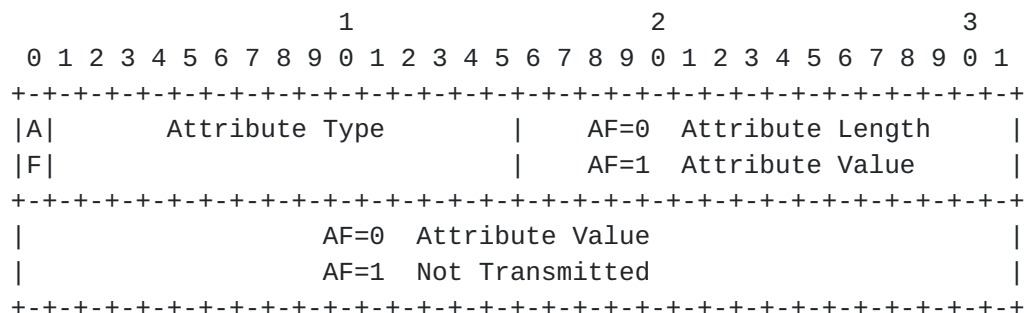 1                   2                   3
 0 1 2 3 4 5 6 7 8 9 0 1 2 3 4 5 6 7 8 9 0 1 2 3 4 5 6 7 8 9 0 1
+-+-+-+-+-+-+-+-+-+-+-+-+-+-+-+-+-+-+-+-+-+-+-+-+-+-+-+-+-+-+-+-+
|A|       Attribute Type        |    AF=0  Attribute Length     |
|F|                             |    AF=1  Attribute Value      |
+-+-+-+-+-+-+-+-+-+-+-+-+-+-+-+-+-+-+-+-+-+-+-+-+-+-+-+-+-+-+-+-+
|                   AF=0  Attribute Value                       |
|                   AF=1  Not Transmitted                       |
+-+-+-+-+-+-+-+-+-+-+-+-+-+-+-+-+-+-+-+-+-+-+-+-+-+-+-+-+-+-+-+-+